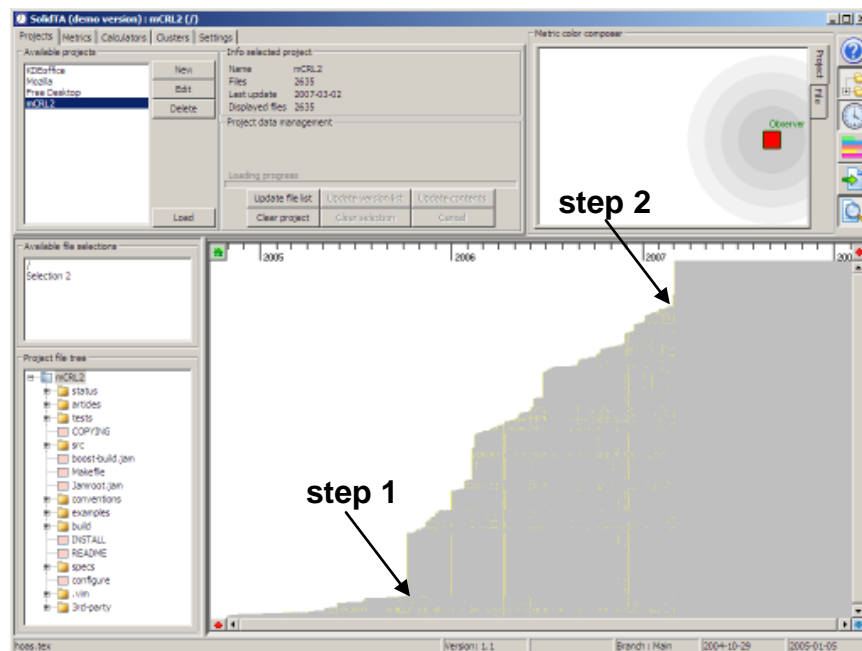 SolidTA (demo version) : mCRL2 (/)
Projects Metrics Calculators Clusters Settings
Available projects
KDEoffice
Mozilla
Free Desktop
mCRL2
New
Edit
Delete
Load
Info selected project
Name mCRL2
Files 2635
Last update 2007-03-02
Displayed files 2635
Project data management
Loading progress
Update file list Update version list Update contents
Clear project Clear selection Cancel
Metric color composer
Observer
Project
File
step 2
Available file selections
/
Selection 2
2005 2006 2007
Project file tree
mCRL2
status
articles
tests
COPYING
src
boost-build.jam
Makefile
Jamroot.jam
conventions
examples
build
INSTALL
README
specs
configure
.vim
3rd-party
step 1
hoas.tex Version: 1.1 Branch : Main 2004-10-29 2005-01-05